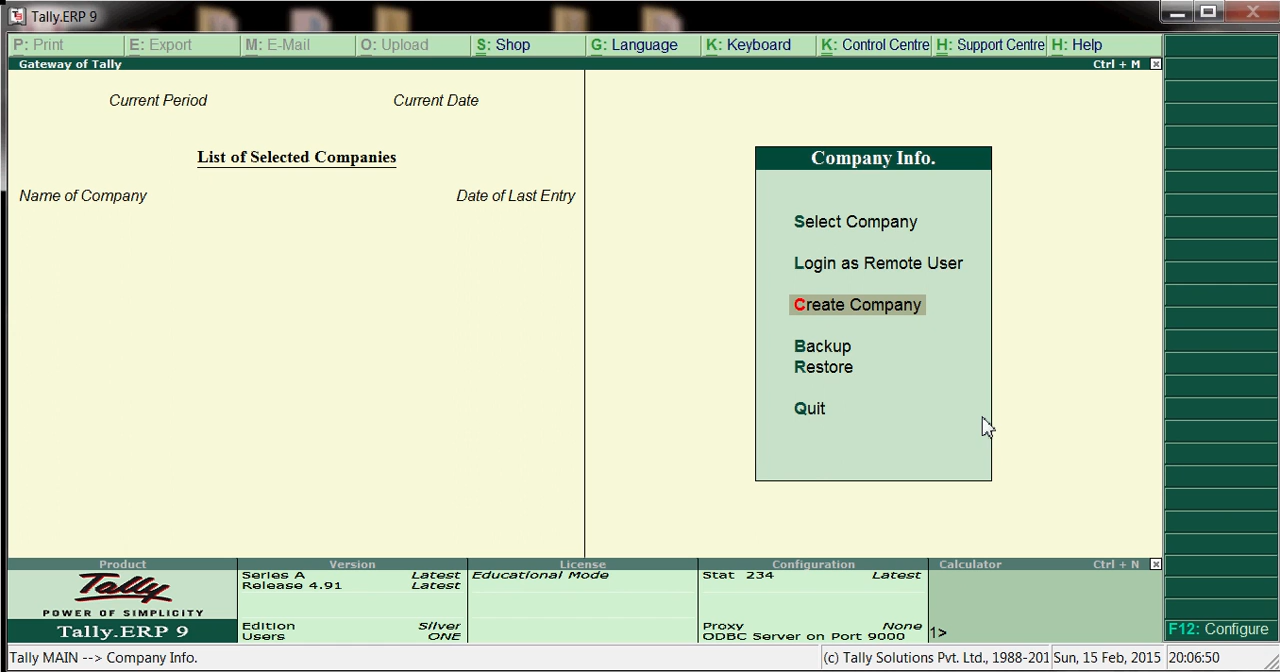 Tally.ERP 9
P: Print E: Export M: E-Mail O: Upload S: Shop G: Language K: Keyboard K: Control Centre H: Support Centre H: Help
Gateway of Tally Ctrl + M
Current Period Current Date
List of Selected Companies
Name of Company Date of Last Entry
Company Info.
Select Company
Login as Remote User
Create Company
Backup
Restore
Quit
Product Version License Configuration Calculator Ctrl + N
Tally
POWER OF SIMPLICITY
Tally.ERP 9
Series A Latest
Release 4.91 Latest
Edition Silver
Users ONE
Educational Mode
Stat 234 Latest
Proxy None
ODBC Server on Port 9000
1>
F12: Configure
Tally MAIN --> Company Info. (c) Tally Solutions Pvt. Ltd., 1988-201 Sun, 15 Feb, 2015 20:06:50